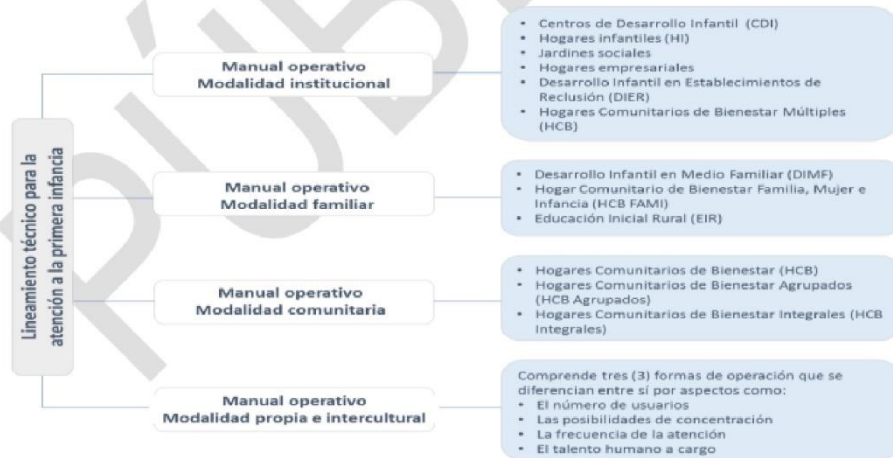 Lineamiento técnico para la
atención a la primera infancia
Manual operativo
Modalidad institucional
• Centros de Desarrollo Infantil (CDI)
• Hogares infantiles (HI)
• Jardines sociales
• Hogares empresariales
• Desarrollo Infantil en Establecimientos de
Reclusión (DIER)
• Hogares Comunitarios de Bienestar Múltiples
(HCB)
Manual operativo
Modalidad familiar
• Desarrollo Infantil en Medio Familiar (DIMF)
• Hogar Comunitario de Bienestar Familia, Mujer e
Infancia (HCB FAMI)
• Educación Inicial Rural (EIR)
Manual operativo
Modalidad comunitaria
• Hogares Comunitarios de Bienestar (HCB)
• Hogares Comunitarios de Bienestar Agrupados
(HCB Agrupados)
• Hogares Comunitarios de Bienestar Integrales (HCB
Integrales)
Manual operativo
Modalidad propia e intercultural
Comprende tres (3) formas de operación que se
diferencian entre sí por aspectos como:
• El número de usuarios
• Las posibilidades de concentración
• La frecuencia de la atención
• El talento humano a cargo